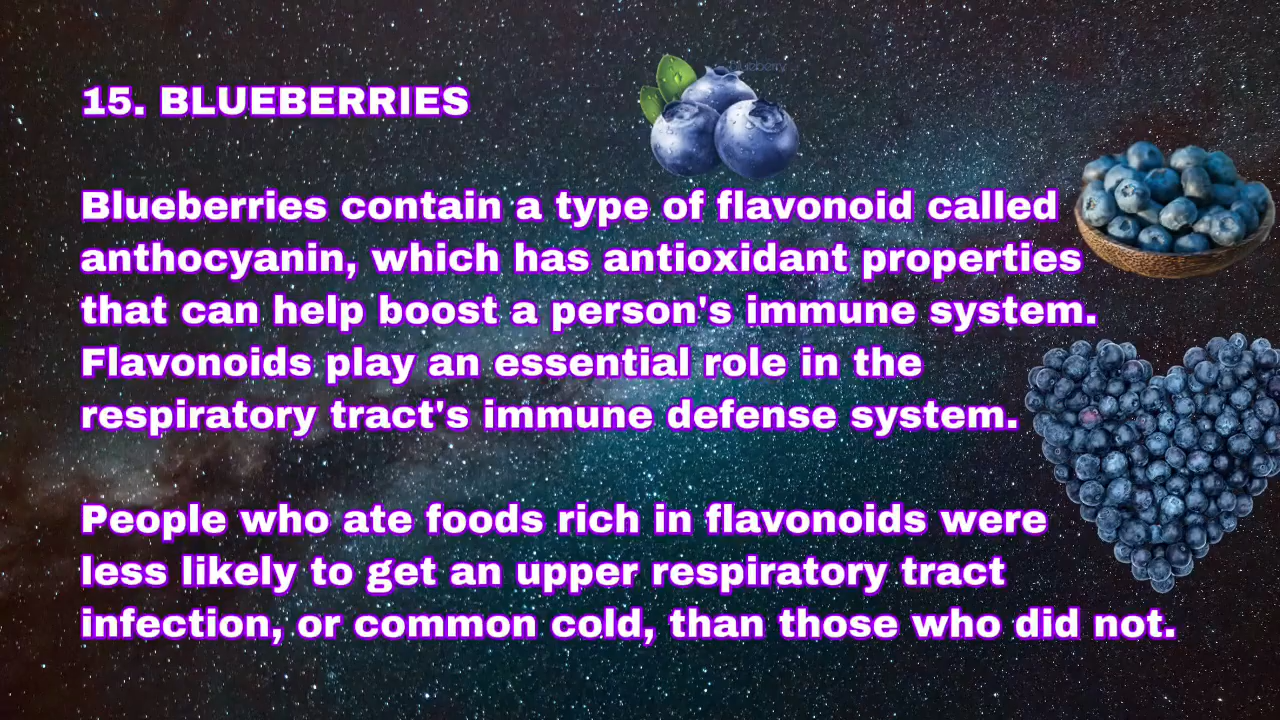 15. BLUEBERRIES
Blueberries contain a type of flavonoid called
anthocyanin, which has antioxidant properties
that can help boost a person's immune system.
Flavonoids play an essential role in the
respiratory tract's immune defense system.
People who ate foods rich in flavonoids were
less likely to get an upper respiratory tract
infection, or common cold, than those who did not.